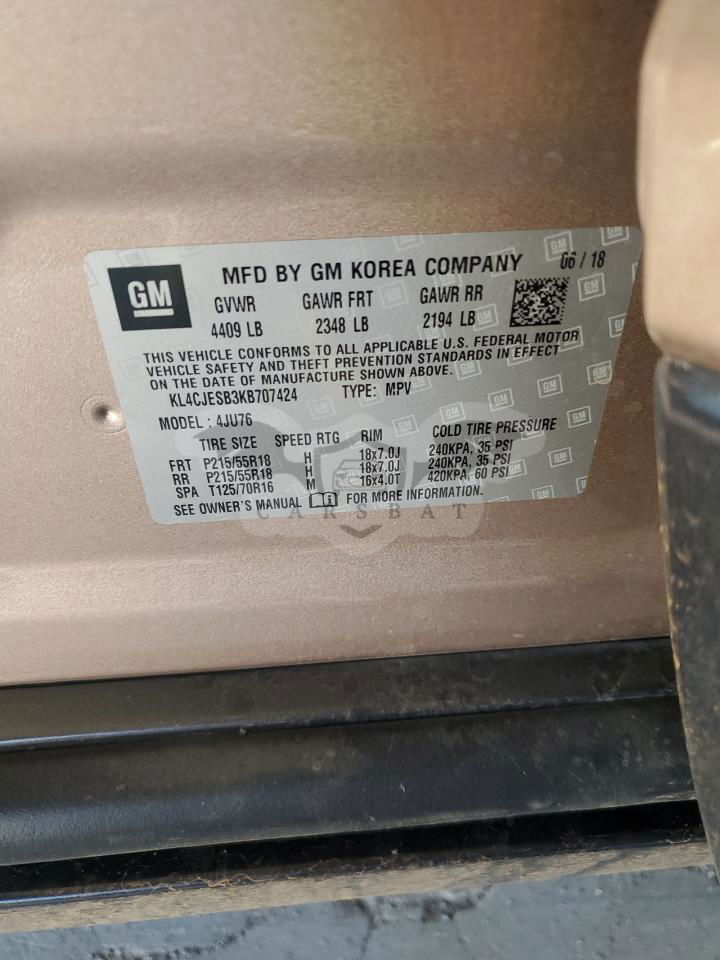 GM
MFD BY GM KOREA COMPANY 06 / 18
GVWR GAWR FRT GAWR RR
4409 LB 2348 LB 2194 LB
THIS VEHICLE CONFORMS TO ALL APPLICABLE U.S. FEDERAL MOTOR
VEHICLE SAFETY AND THEFT PREVENTION STANDARDS IN EFFECT
ON THE DATE OF MANUFACTURE SHOWN ABOVE.
KL4CJESB3KB707424 TYPE: MPV
MODEL : 4JU76
TIRE SIZE SPEED RTG RIM COLD TIRE PRESSURE
FRT P215/55R18 H 18x7.0J 240KPA, 35 PSI
RR P215/55R18 H 18x7.0J 240KPA, 35 PSI
SPA T125/70R16 M 16x4.0T 420KPA, 60 PSI
SEE OWNER'S MANUAL FOR MORE INFORMATION.
CARSBAT